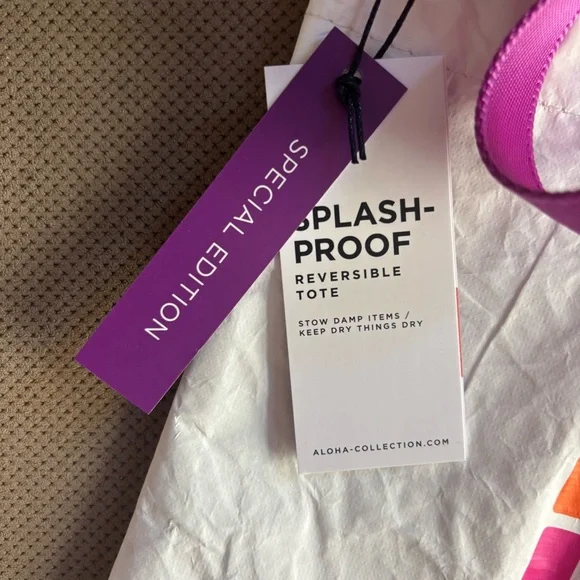 SPECIAL EDITION
SPLASH-
PROOF
REVERSIBLE
TOTE
STOW DAMP ITEMS /
KEEP DRY THINGS DRY
ALOHA-COLLECTION.COM